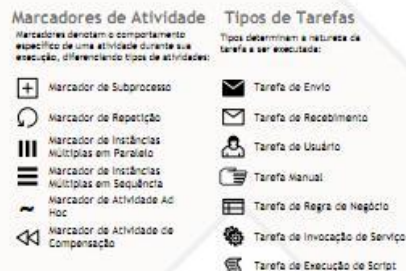 Marcadores de Atividade
Marcadores denotam o comportamento
específico de uma atividade durante sua
execução, diferenciando tipos de atividades:
Marcador de Subprocesso
Marcador de Repetição
Marcador de Instâncias
Múltiplas em Paralelo
Marcador de Instâncias
Múltiplas em Sequência
Marcador de Atividade Ad
Hoc
Marcador de Atividade de
Compensação
Tipos de Tarefas
Tipos determinam a natureza da
tarefa a ser executada:
Tarefa de Envio
Tarefa de Recebimento
Tarefa de Usuário
Tarefa Manual
Tarefa de Regra de Negócio
Tarefa de Invocação de Serviço
Tarefa de Execução de Script